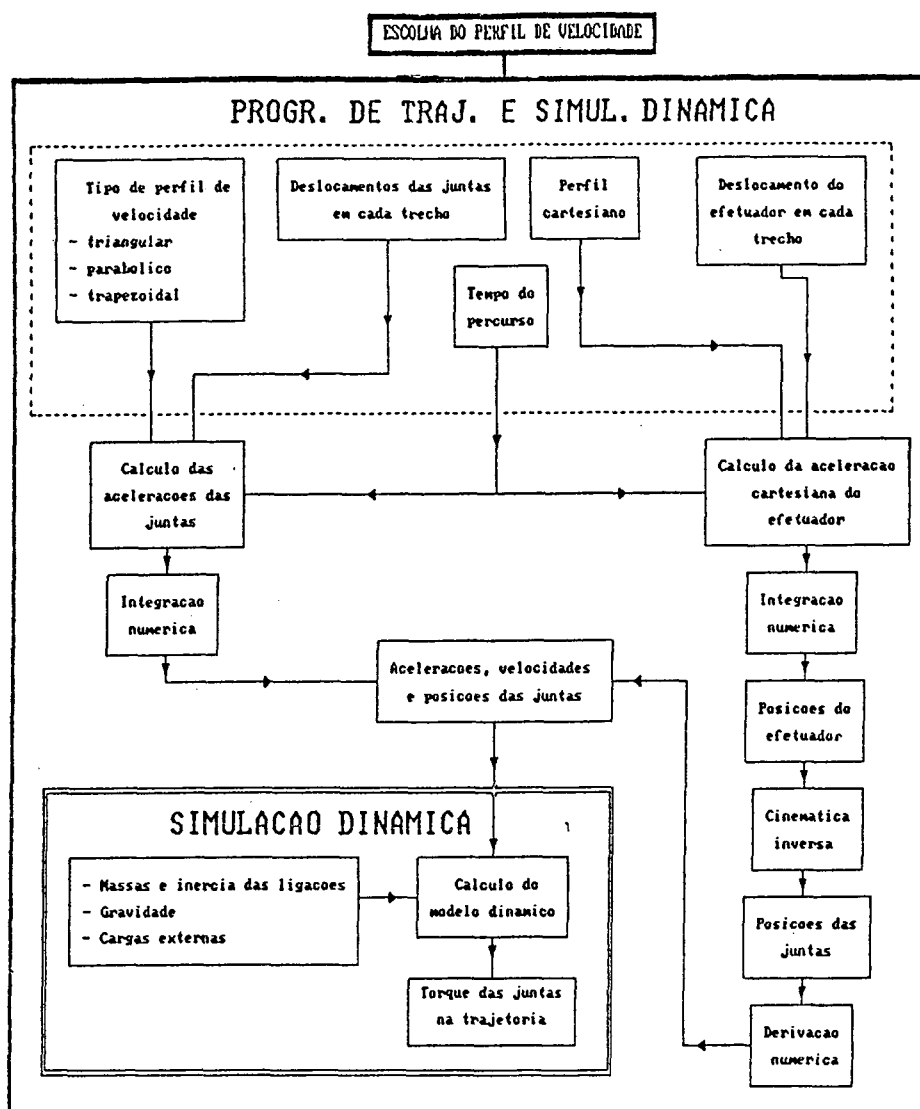 ESCOLHA DO PERFIL DE VELOCIDADE
PROGR. DE TRAJ. E SIMUL. DINAMICA
Tipo de perfil de
velocidade
- triangular
- parabolico
- trapezoidal
Deslocamentos das juntas
em cada trecho
Perfil
cartesiano
Deslocamento do
efetuador em cada
trecho
Tempo do
percurso
Calculo das
aceleracoes das
juntas
Calculo da aceleracao
cartesiana do
efetuador
Integracao
numerica
Integracao
numerica
Aceleracoes, velocidades
e posicoes das juntas
Posicoes do
efetuador
Cinematica
inversa
Posicoes das
juntas
Derivacao
numerica
SIMULACAO DINAMICA
- Massas e inercia das ligacoes
- Gravidade
- Cargas externas
Calculo do
modelo dinamico
Torque das juntas
na trajetoria